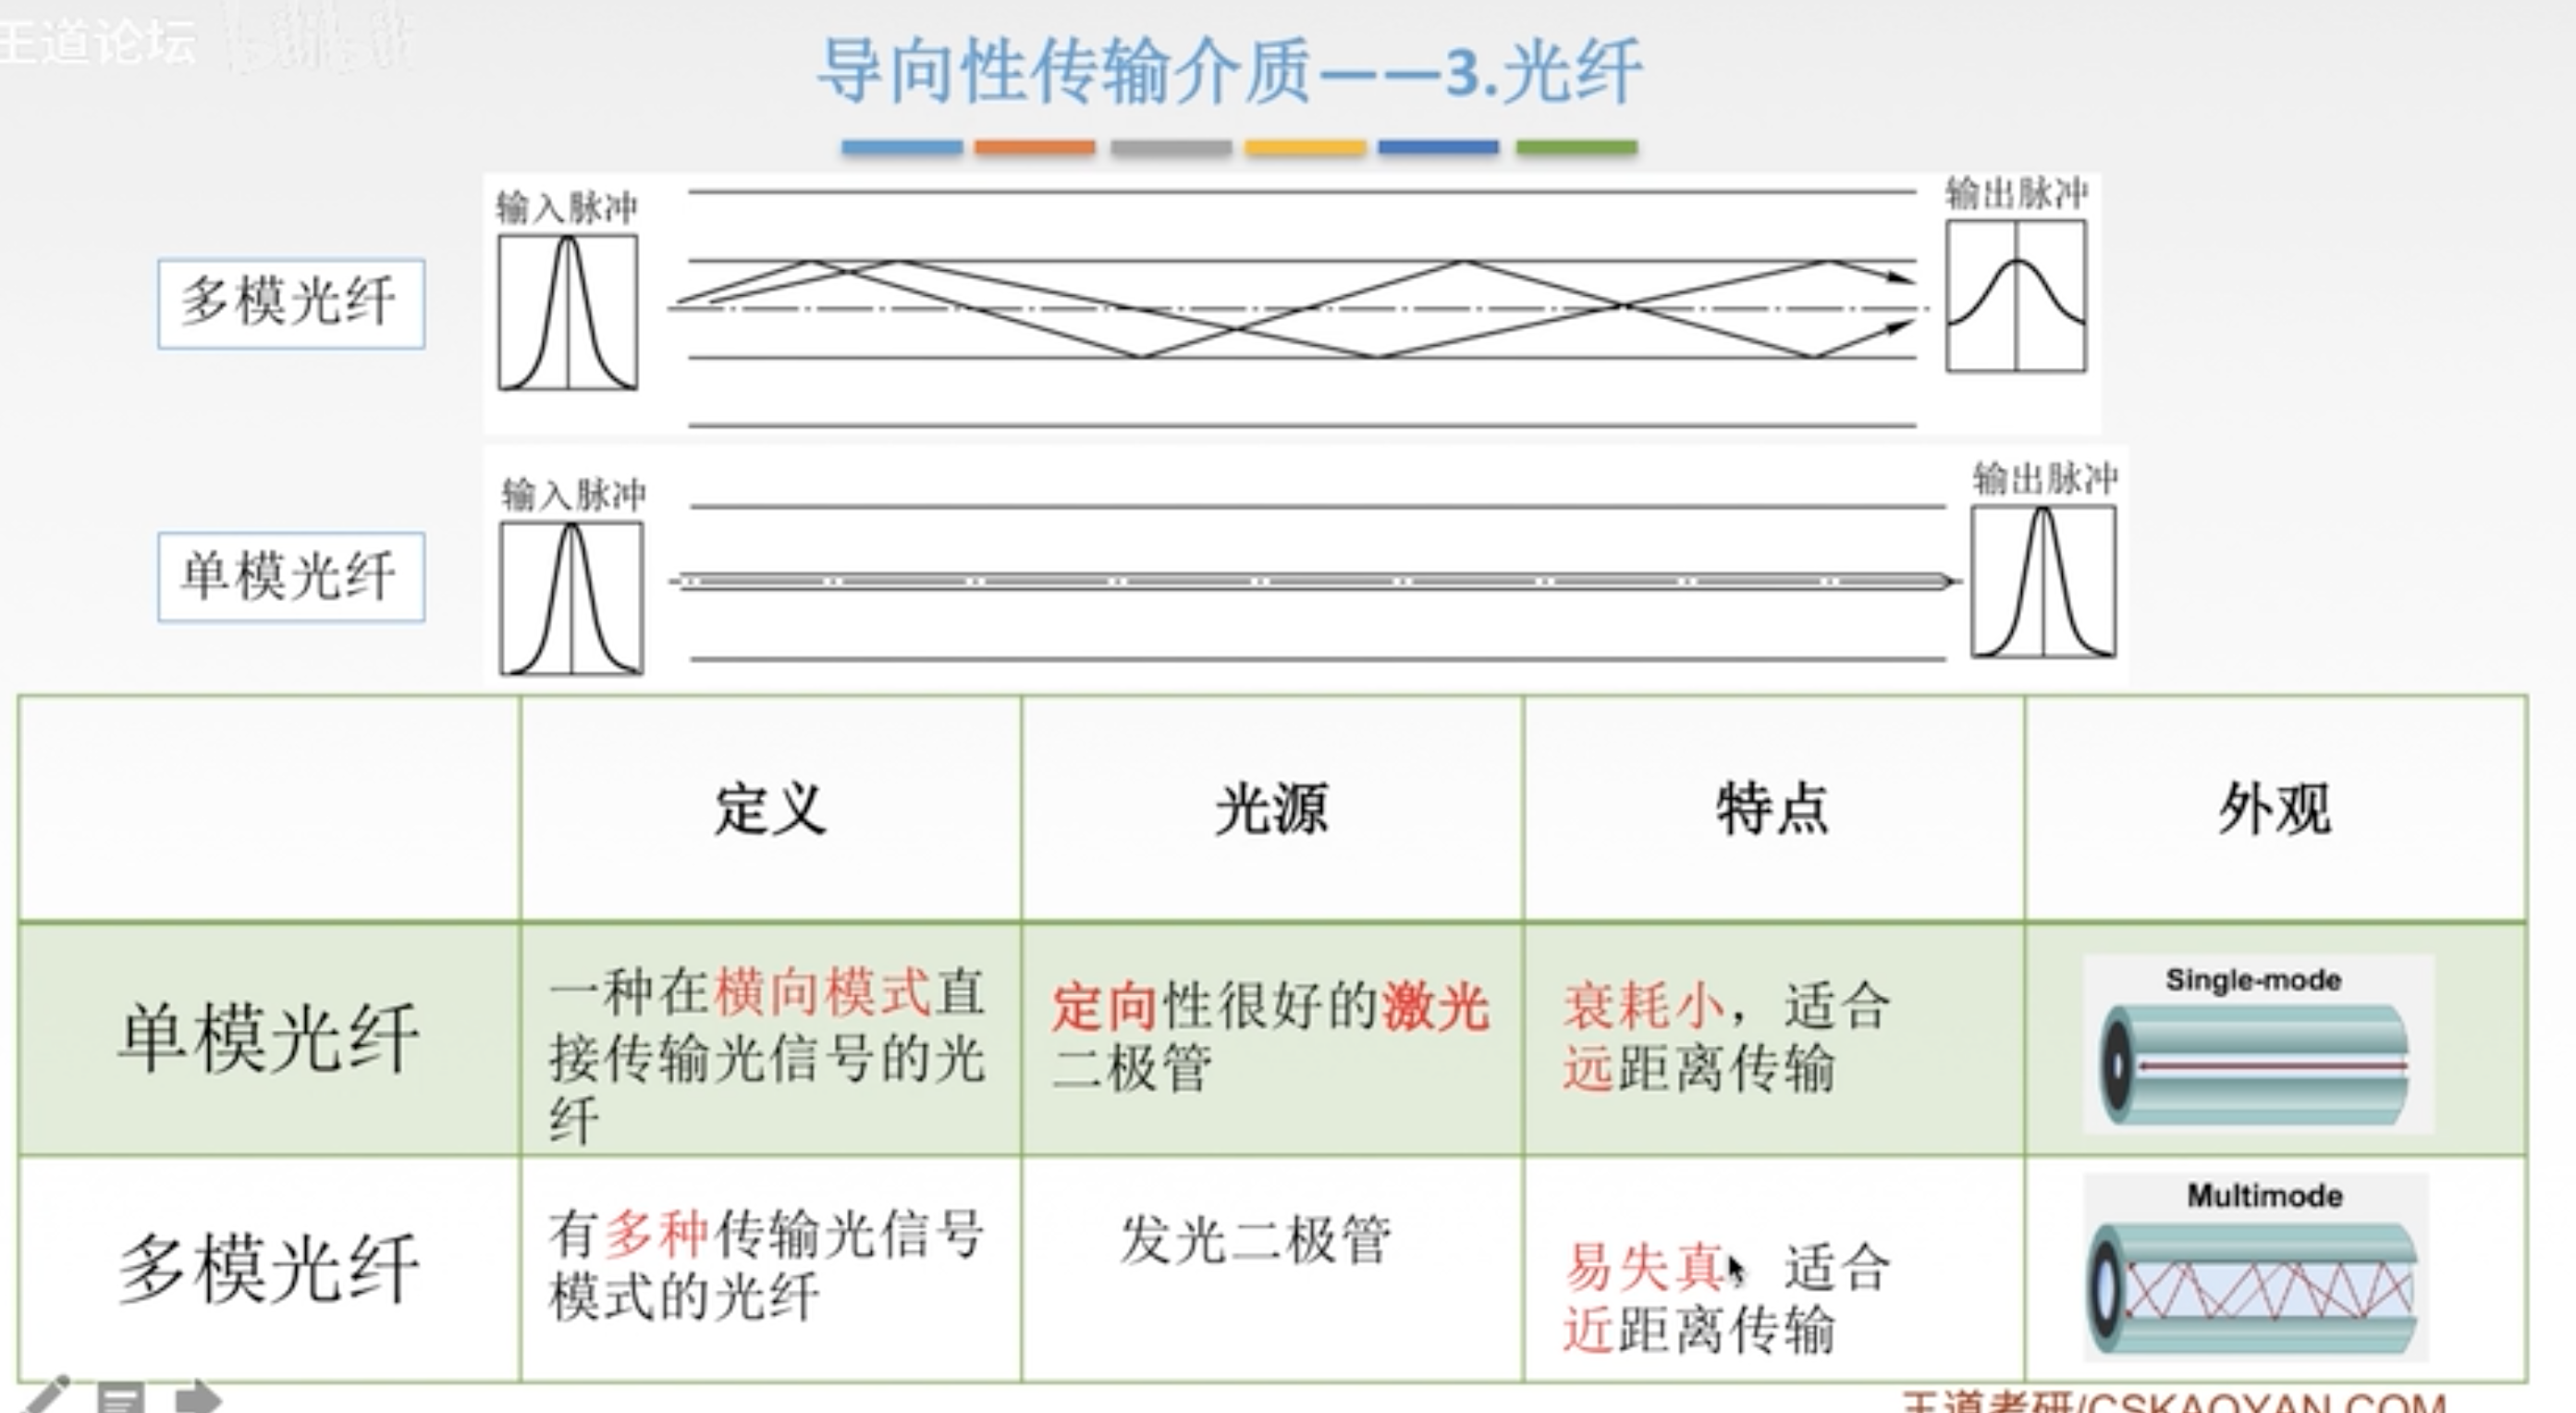 王道论坛 bilibili
导向性传输介质——3.光纤
输入脉冲
输出脉冲
多模光纤
输入脉冲
输出脉冲
单模光纤
定义
光源
特点
外观
单模光纤
一种在横向模式直
接传输光信号的光
纤
定向性很好的激光
二极管
衰耗小，适合
远距离传输
Single-mode
多模光纤
有多种传输光信号
模式的光纤
发光二极管
易失真 适合
近距离传输
Multimode
王道考研/CSKAOYAN.COM